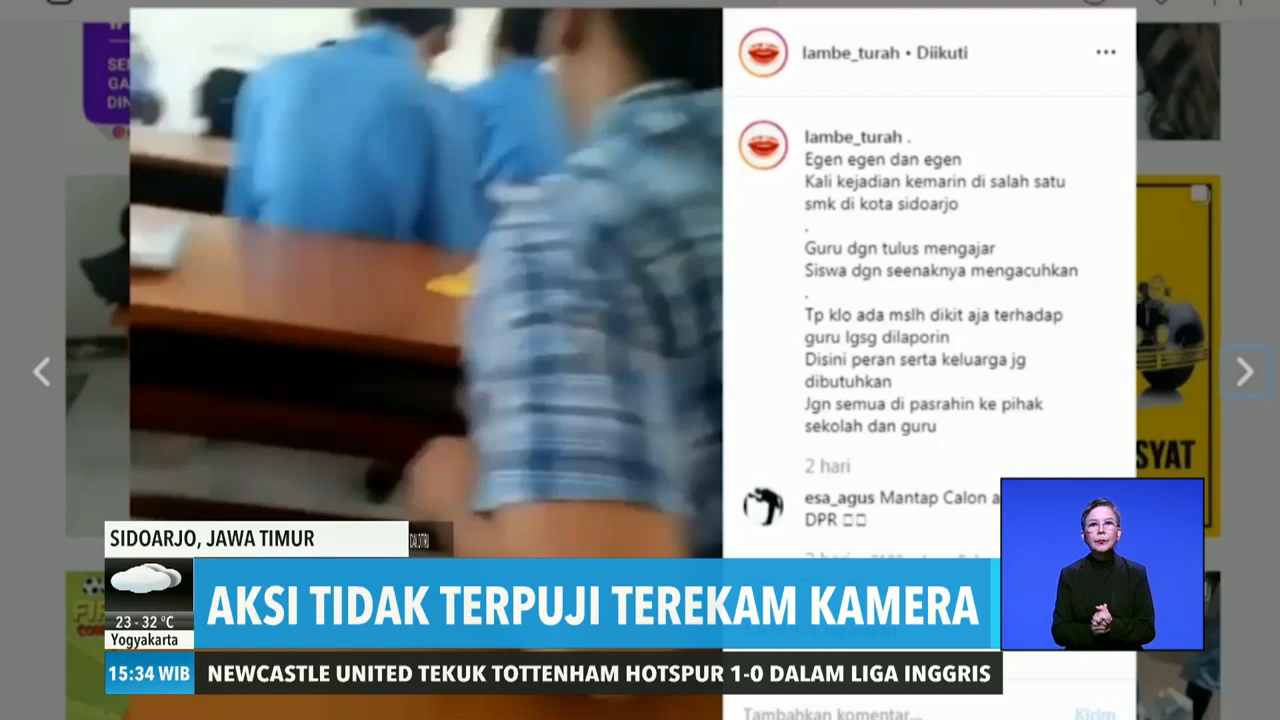 lambe_turah • Diikuti
lambe_turah .
Egen egen dan egen
Kali kejadian kemarin di salah satu
smk di kota sidoarjo
.
Guru dgn tulus mengajar
Siswa dgn seenaknya mengacuhkan
.
Tp klo ada mslh dikit aja terhadap
guru lgsg dilaporin
Disini peran serta keluarga jg
dibutuhkan
Jgn semua di pasrahin ke pihak
sekolah dan guru
2 hari
esa_agus Mantap Calon a
DPR
SYAT
SIDOARJO, JAWA TIMUR
AKSI TIDAK TERPUJI TEREKAM KAMERA
23 - 32 °C
Yogyakarta
15:34 WIB
NEWCASTLE UNITED TEKUK TOTTENHAM HOTSPUR 1-0 DALAM LIGA INGGRIS
Tambahkan komentar...
Kirim